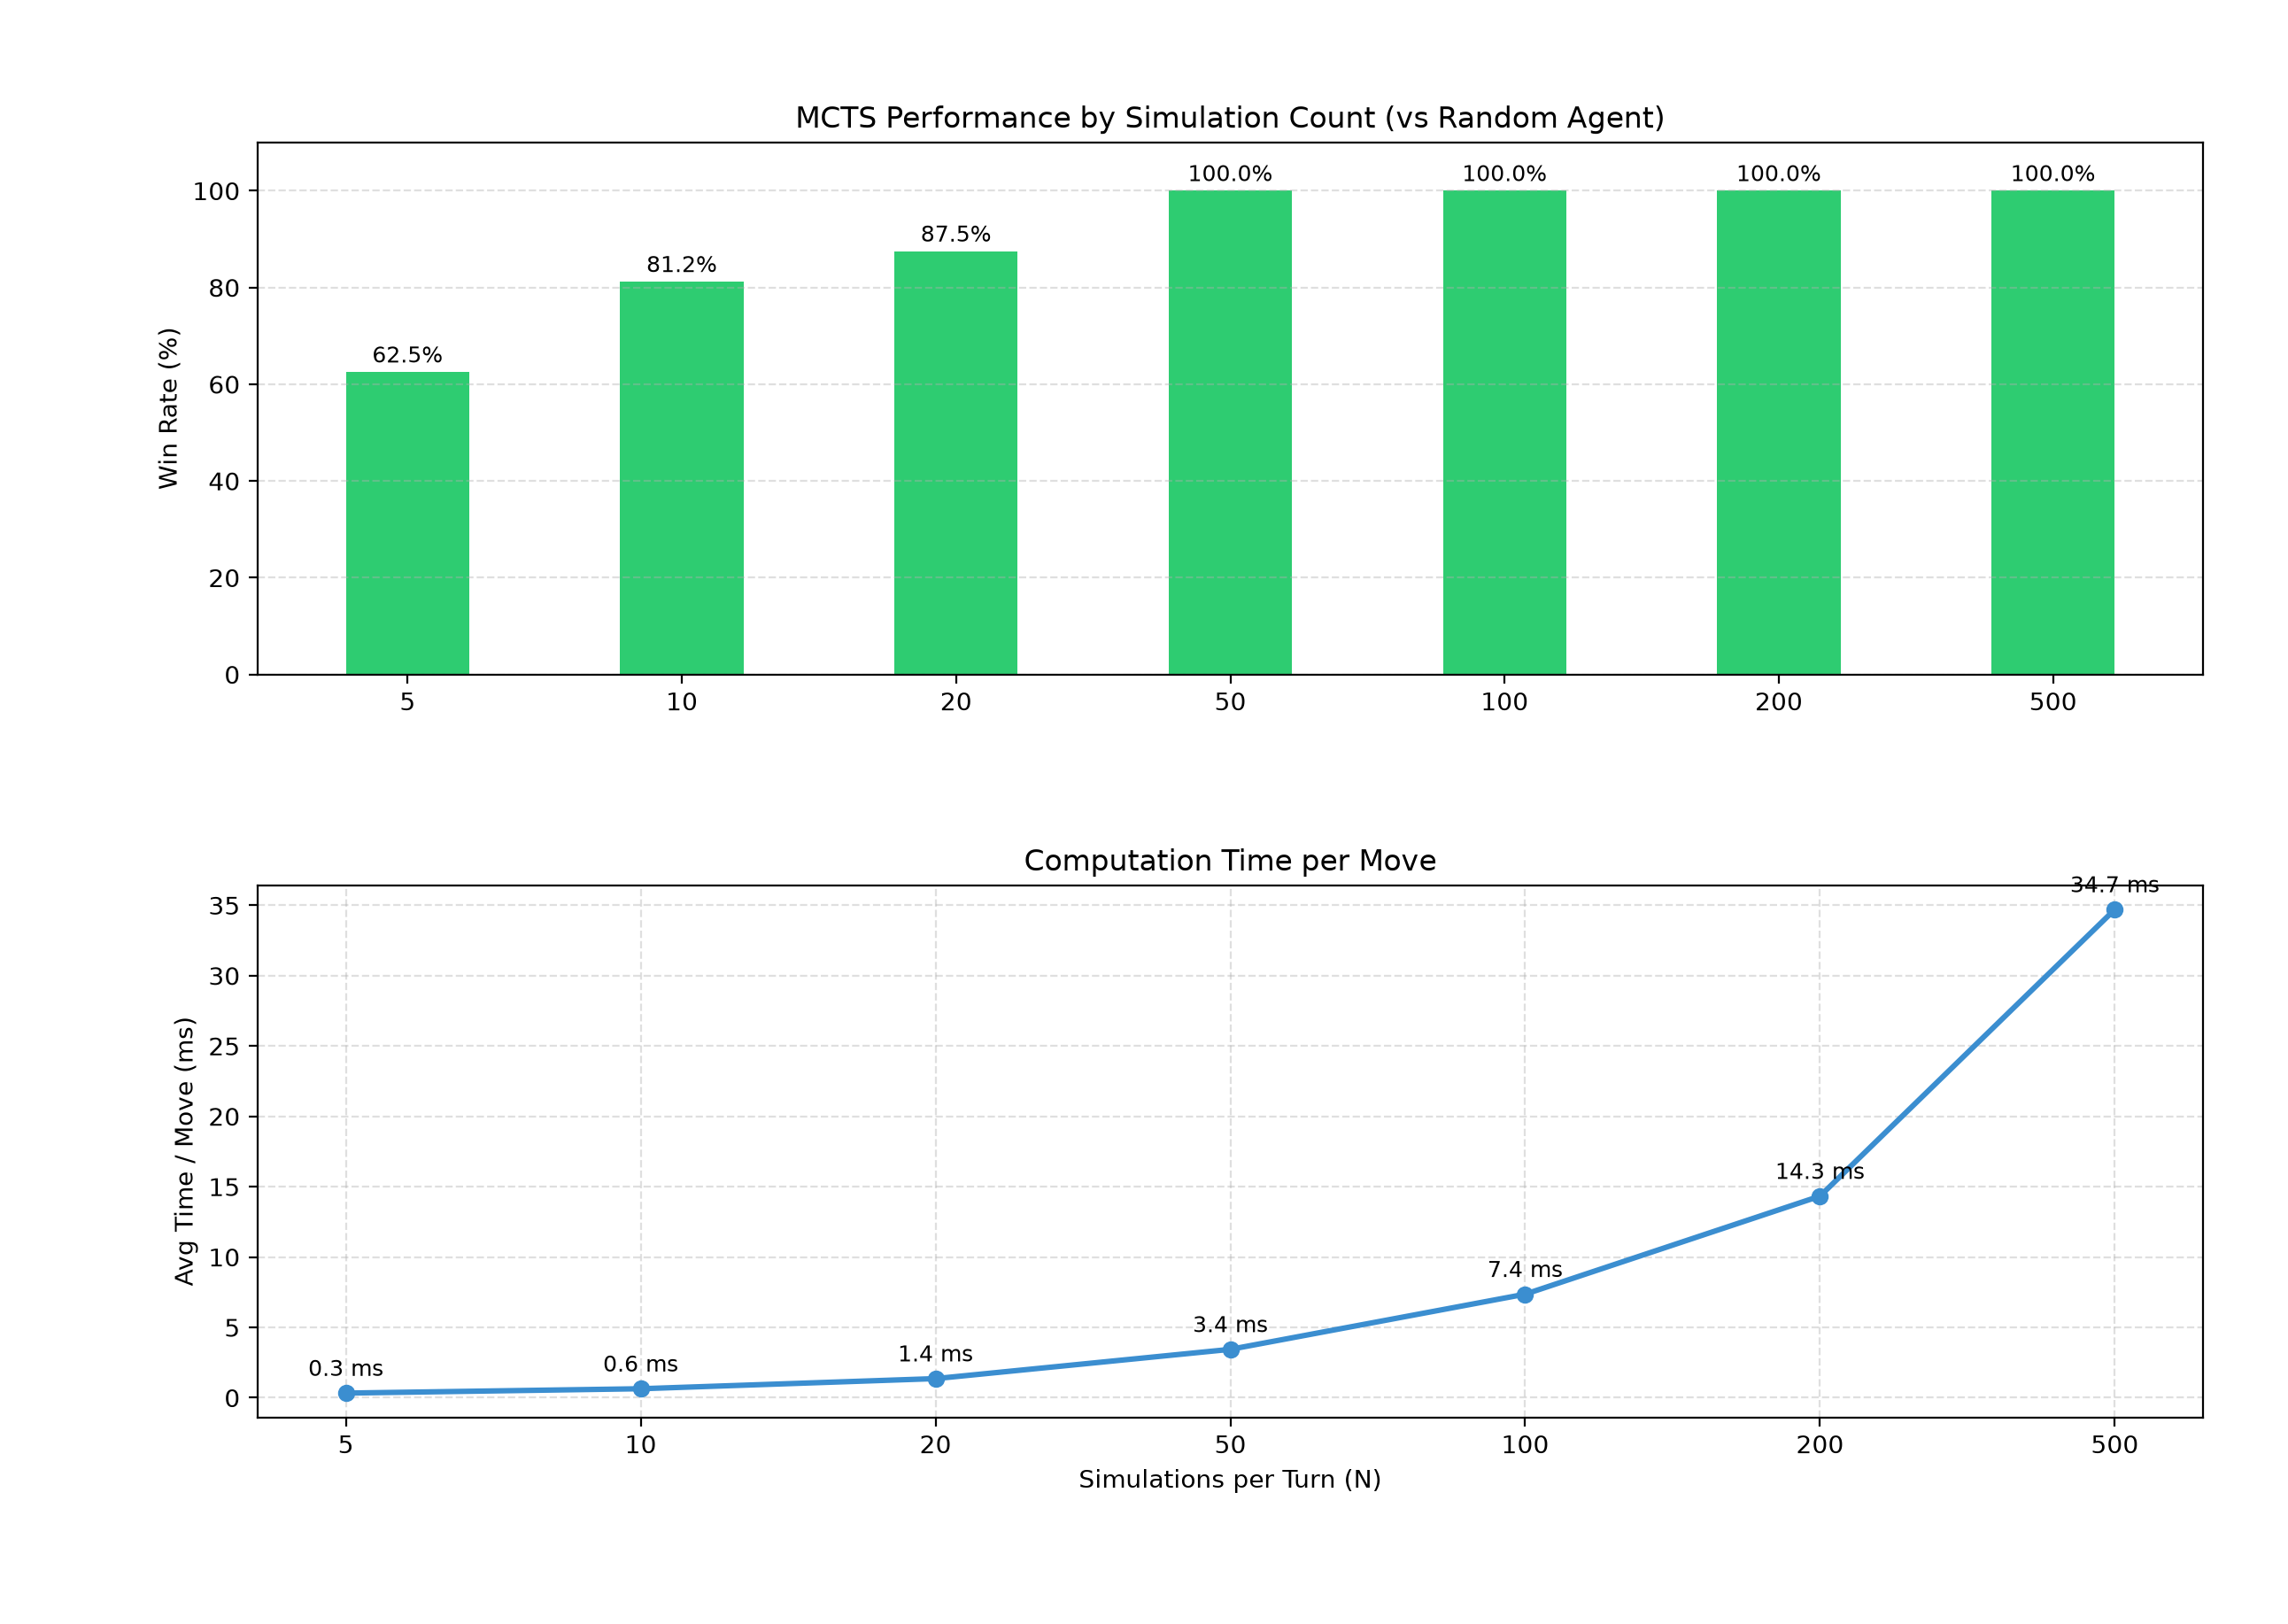 MCTS Performance by Simulation Count (vs Random Agent)
Win Rate (%)
100
80
60
40
20
0
62.5%
81.2%
87.5%
100.0%
100.0%
100.0%
100.0%
5 10 20 50 100 200 500
Computation Time per Move
Avg Time / Move (ms)
35
30
25
20
15
10
5
0
0.3 ms
0.6 ms
1.4 ms
3.4 ms
7.4 ms
14.3 ms
34.7 ms
5 10 20 50 100 200 500
Simulations per Turn (N)